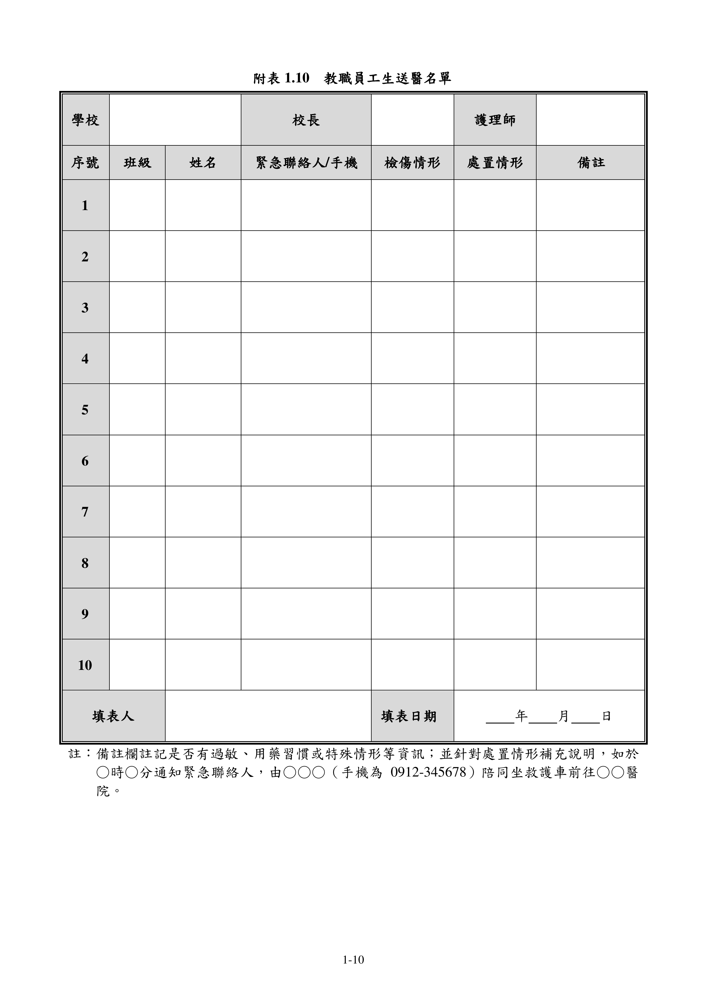 附表 1.10　教職員工生送醫名單
學校 校長 護理師
序號 班級 姓名 緊急聯絡人/手機 檢傷情形 處置情形 備註
1
2
3
4
5
6
7
8
9
10
填表人 填表日期 ____年____月____日
註：備註欄註記是否有過敏、用藥習慣或特殊情形等資訊；並針對處置情形補充說明，如於
○時○分通知緊急聯絡人，由○○○（手機為 0912-345678）陪同坐救護車前往○○醫
院。
1-10